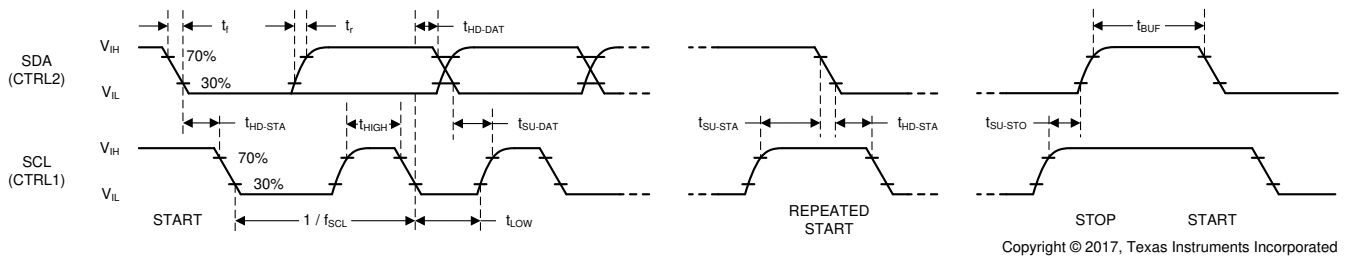 tf
tr
tHD-DAT
tBUF
SDA
(CTRL2)
VIH
70%
30%
VIL
tHD-STA
tHIGH
tSU-DAT
tSU-STA
tHD-STA
tSU-STO
SCL
(CTRL1)
VIH
70%
30%
VIL
START
1 / fSCL
tLOW
REPEATED
START
STOP
START
Copyright © 2017, Texas Instruments Incorporated